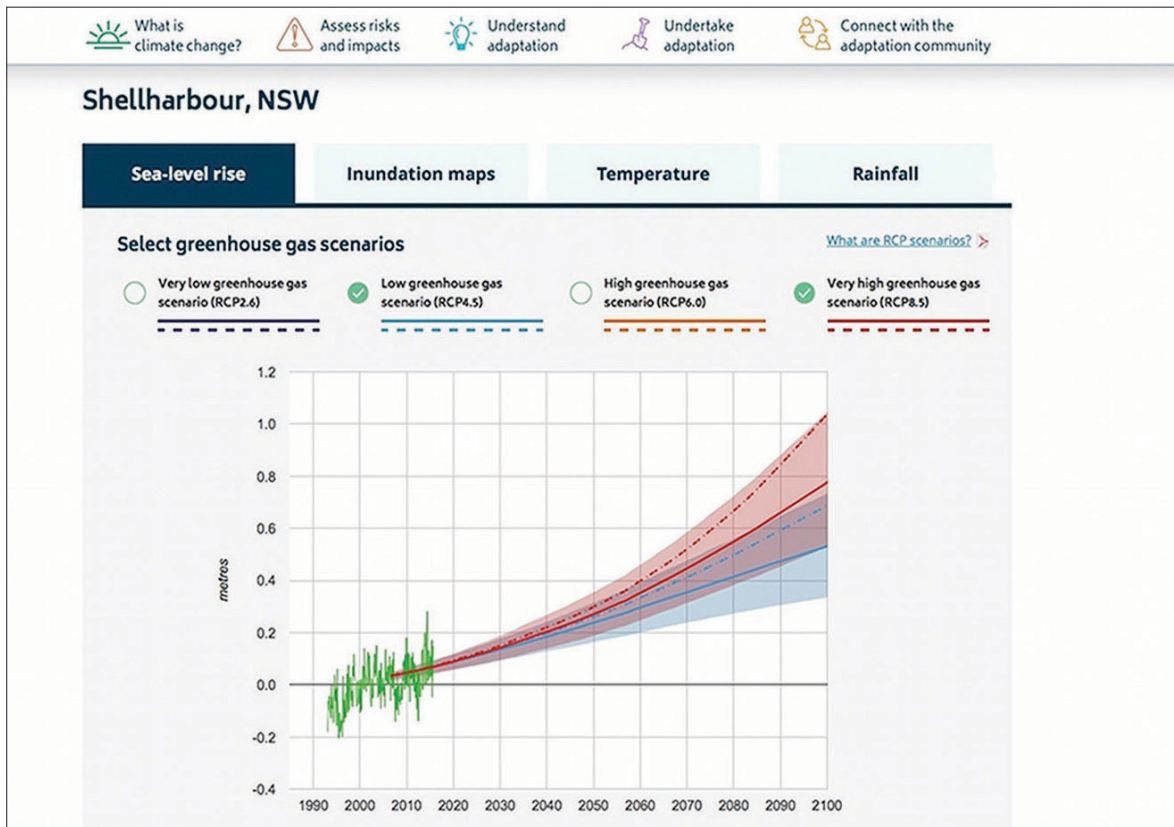 What is
climate change?
Assess risks
and impacts
Understand
adaptation
Undertake
adaptation
Connect with the
adaptation community
Shellharbour, NSW
Sea-level rise
Inundation maps
Temperature
Rainfall
Select greenhouse gas scenarios
What are RCP scenarios?
Very low greenhouse gas
scenario (RCP2.6)
Low greenhouse gas
scenario (RCP4.5)
High greenhouse gas
scenario (RCP6.0)
Very high greenhouse gas
scenario (RCP8.5)
1.2
1.0
0.8
0.6
0.4
0.2
0.0
-0.2
-0.4
metres
1990 2000 2010 2020 2030 2040 2050 2060 2070 2080 2090 2100